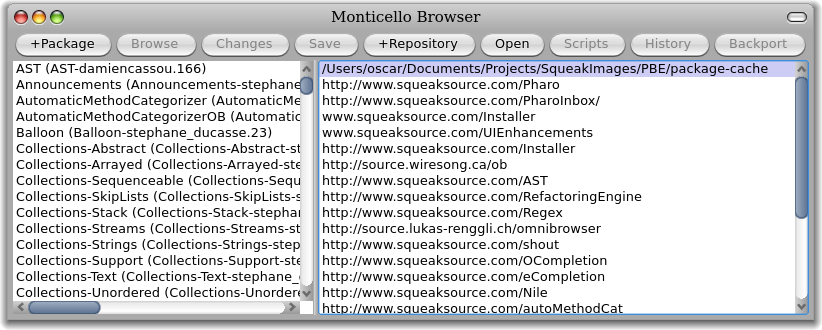 Monticello Browser
+Package Browse Changes Save +Repository Open Scripts History Backport
AST (AST-damiencassou.166)
Announcements (Announcements-stephane
AutomaticMethodCategorizer (AutomaticMe
AutomaticMethodCategorizerOB (Automatic
Balloon (Balloon-stephane_ducasse.23)
Collections-Abstract (Collections-Abstract-st
Collections-Arrayed (Collections-Arrayed-ste
Collections-Sequenceable (Collections-Sequ
Collections-SkipLists (Collections-SkipLists-s
Collections-Stack (Collections-Stack-stepha
Collections-Streams (Collections-Streams-st
Collections-Strings (Collections-Strings-step
Collections-Support (Collections-Support-ste
Collections-Text (Collections-Text-stephane_
Collections-Unordered (Collections-Unordere
/Users/oscar/Documents/Projects/SqueakImages/PBE/package-cache
http://www.squeaksource.com/Pharo
http://www.squeaksource.com/PharoInbox/
www.squeaksource.com/Installer
www.squeaksource.com/UIEnhancements
http://www.squeaksource.com/Installer
http://source.wiresong.ca/ob
http://www.squeaksource.com/AST
http://www.squeaksource.com/RefactoringEngine
http://www.squeaksource.com/Regex
http://source.lukas-renggli.ch/omnibrowser
http://www.squeaksource.com/shout
http://www.squeaksource.com/OCompletion
http://www.squeaksource.com/eCompletion
http://www.squeaksource.com/Nile
http://www.squeaksource.com/autoMethodCat